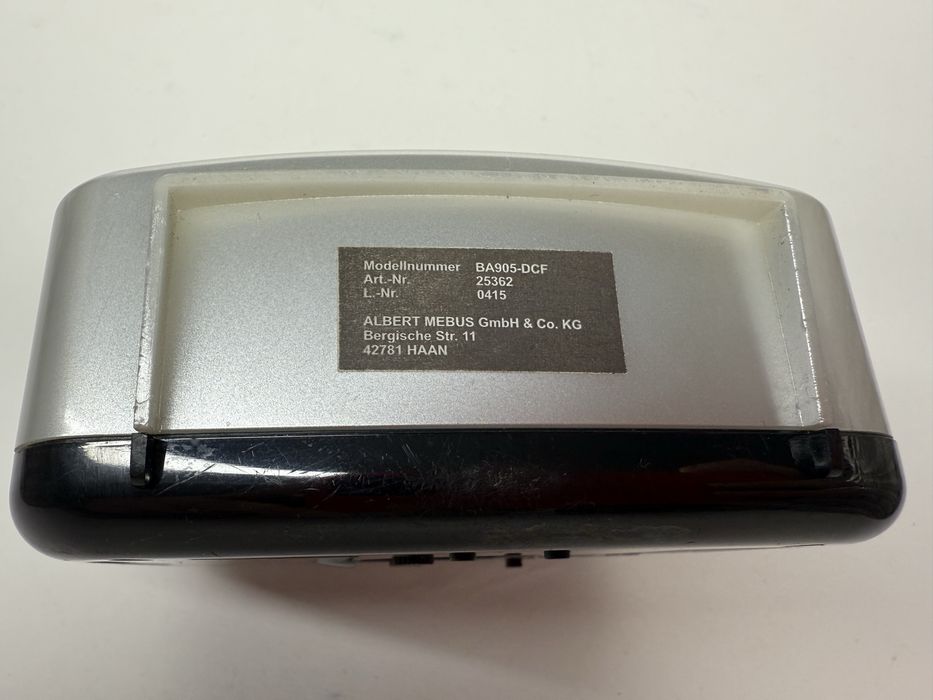 Modellnummer BA905-DCF
Art.-Nr. 25362
L.-Nr. 0415
ALBERT MEBUS GmbH & Co. KG
Bergische Str. 11
42781 HAAN